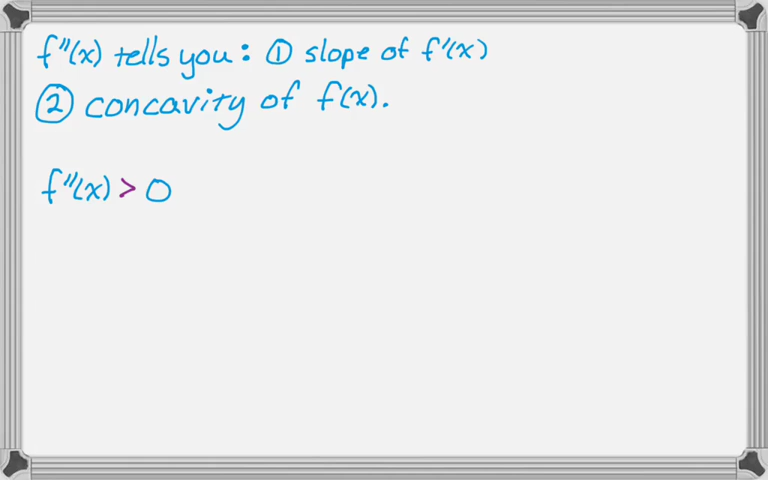 f''(x) tells you: ① slope of f'(x)
② concavity of f(x).
f''(x) > 0